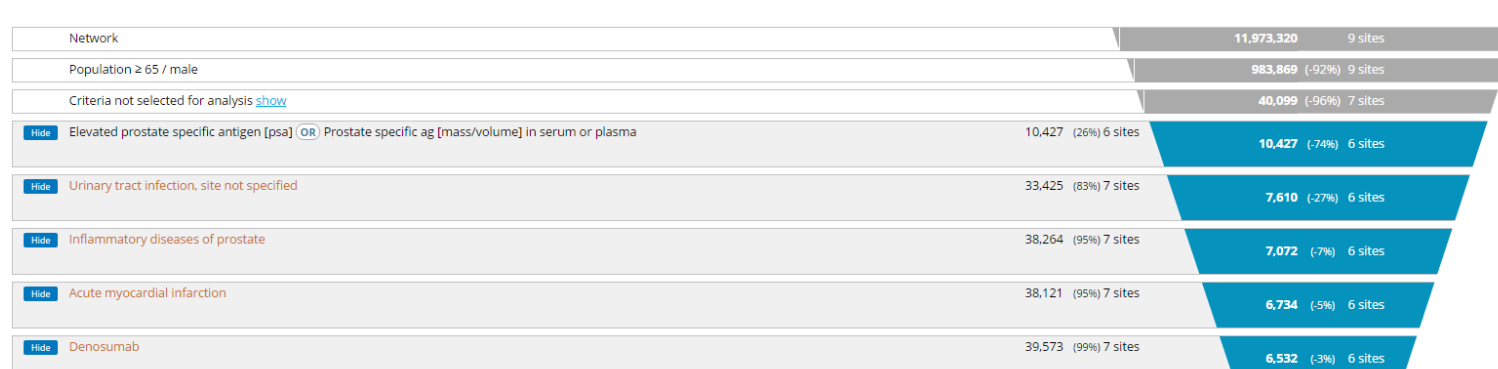 Network 11,973,320 9 sites
Population ≥ 65 / male 983,869 (-92%) 9 sites
Criteria not selected for analysis show 40,099 (-96%) 7 sites
Hide Elevated prostate specific antigen [psa] OR Prostate specific ag [mass/volume] in serum or plasma 10,427 (26%) 6 sites 10,427 (-74%) 6 sites
Hide Urinary tract infection, site not specified 33,425 (83%) 7 sites 7,610 (-27%) 6 sites
Hide Inflammatory diseases of prostate 38,264 (95%) 7 sites 7,072 (-7%) 6 sites
Hide Acute myocardial infarction 38,121 (95%) 7 sites 6,734 (-5%) 6 sites
Hide Denosumab 39,573 (99%) 7 sites 6,532 (-3%) 6 sites